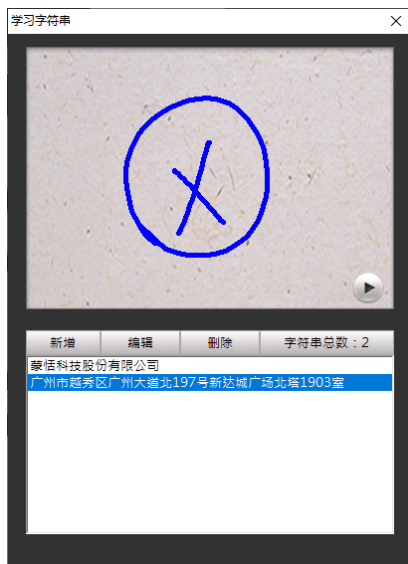 学习字符串
新增 编辑 删除 字符串总数：2
蒙恬科技股份有限公司
广州市越秀区广州大道北197号新达城广场北塔1903室